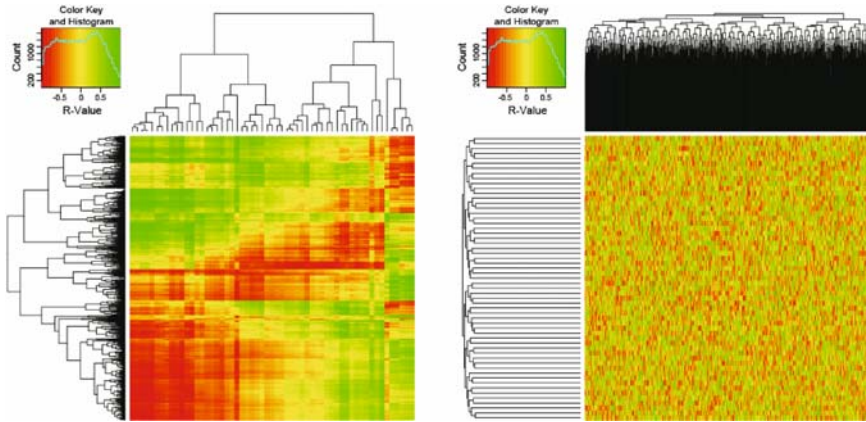 Color Key
and Histogram
Count
200
1000
-0.5
0
0.5
R-Value
Color Key
and Histogram
Count
200
1000
-0.5
0
0.5
R-Value